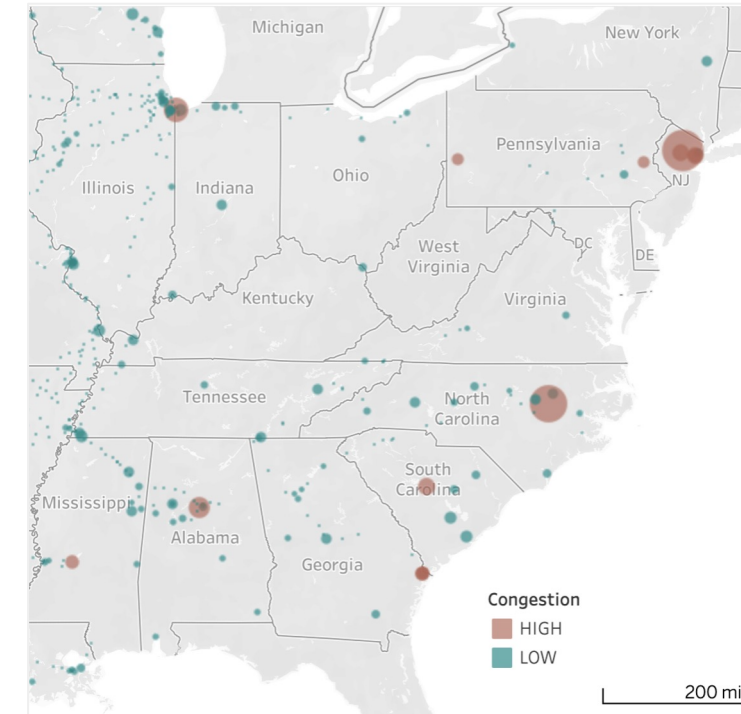 Michigan
New York
Pennsylvania
Illinois
Indiana
Ohio
NJ
West
Virginia
DC
DE
Kentucky
Virginia
Tennessee
North
Carolina
South
Carolina
Mississippi
Alabama
Georgia
Congestion
HIGH
LOW
200 mi